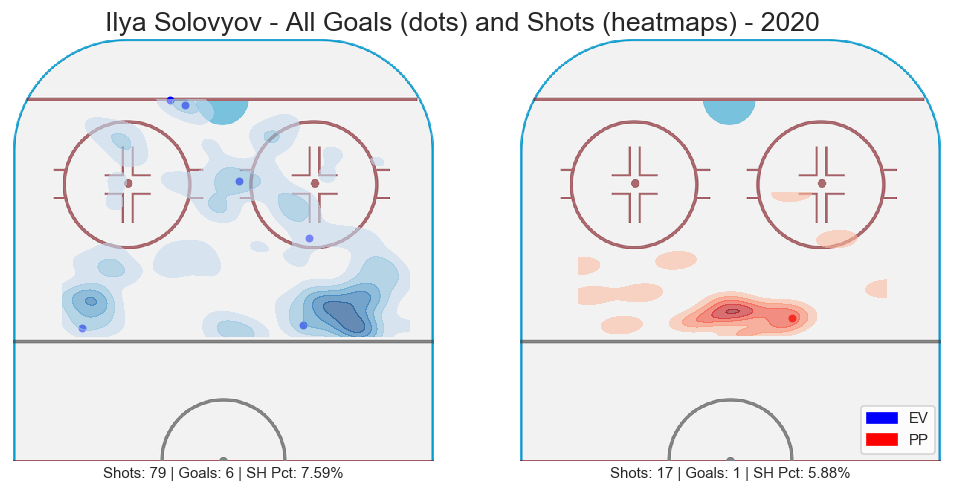 Ilya Solovyov - All Goals (dots) and Shots (heatmaps) - 2020
EV
PP
Shots: 79 | Goals: 6 | SH Pct: 7.59%
Shots: 17 | Goals: 1 | SH Pct: 5.88%